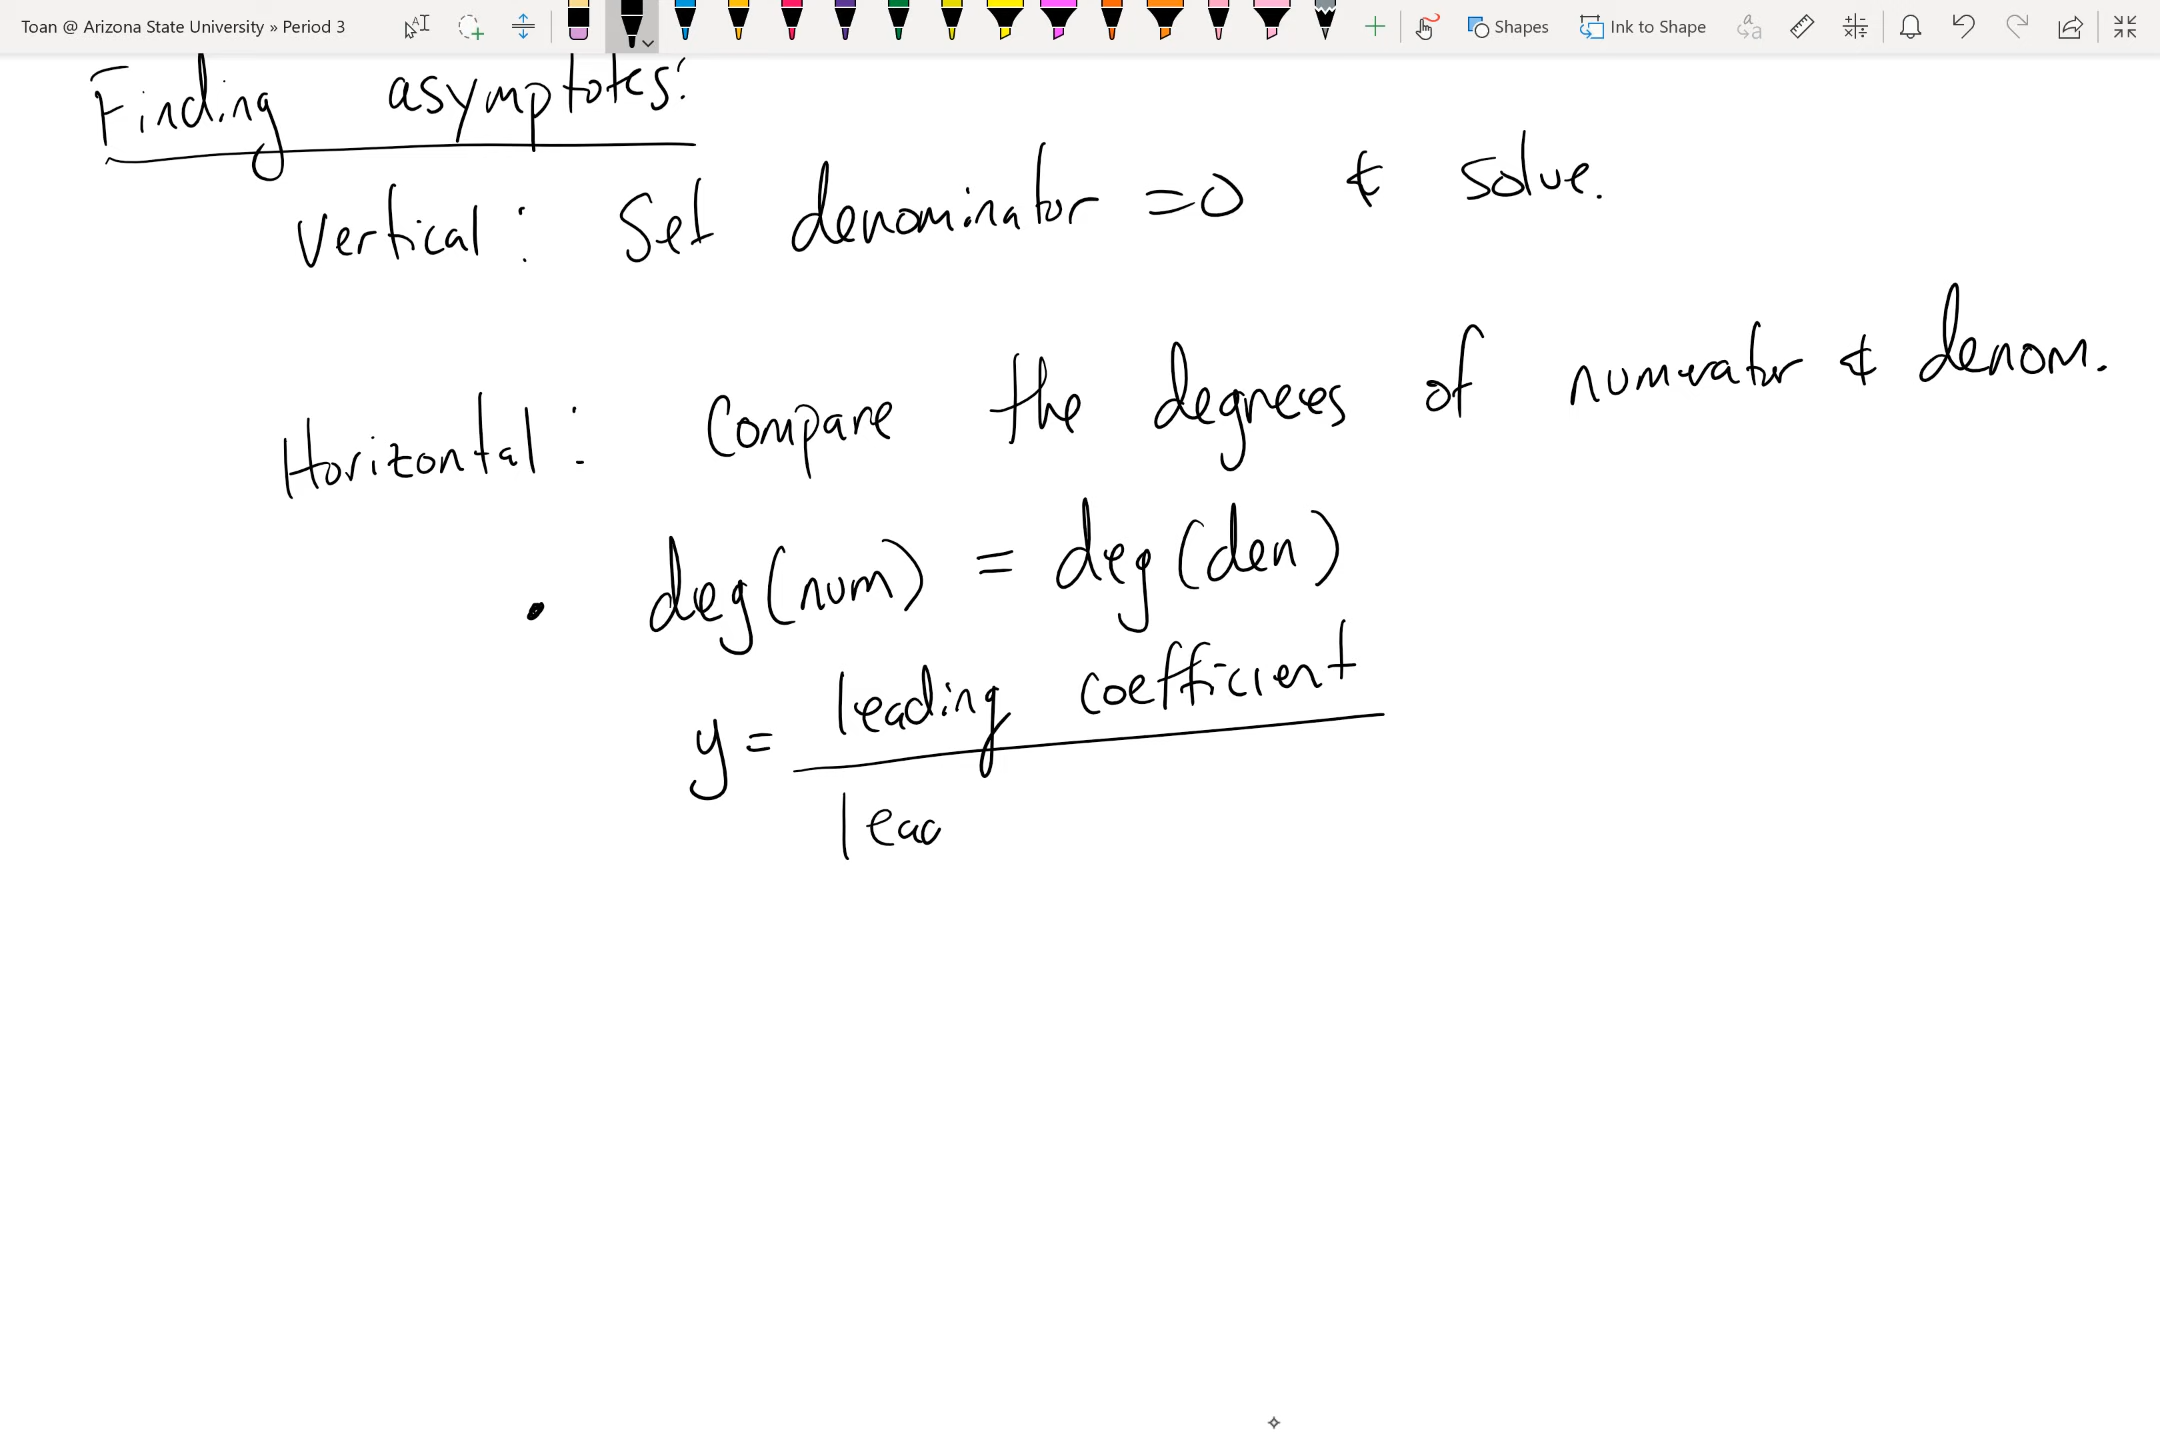 Toan @ Arizona State University » Period 3
Shapes
Ink to Shape
Finding asymptotes:
Vertical: Set denominator =0 & solve.
Horizontal: Compare the degrees of numerator & denom.
• deg(num) = deg(den)
y= leading coefficient
leac